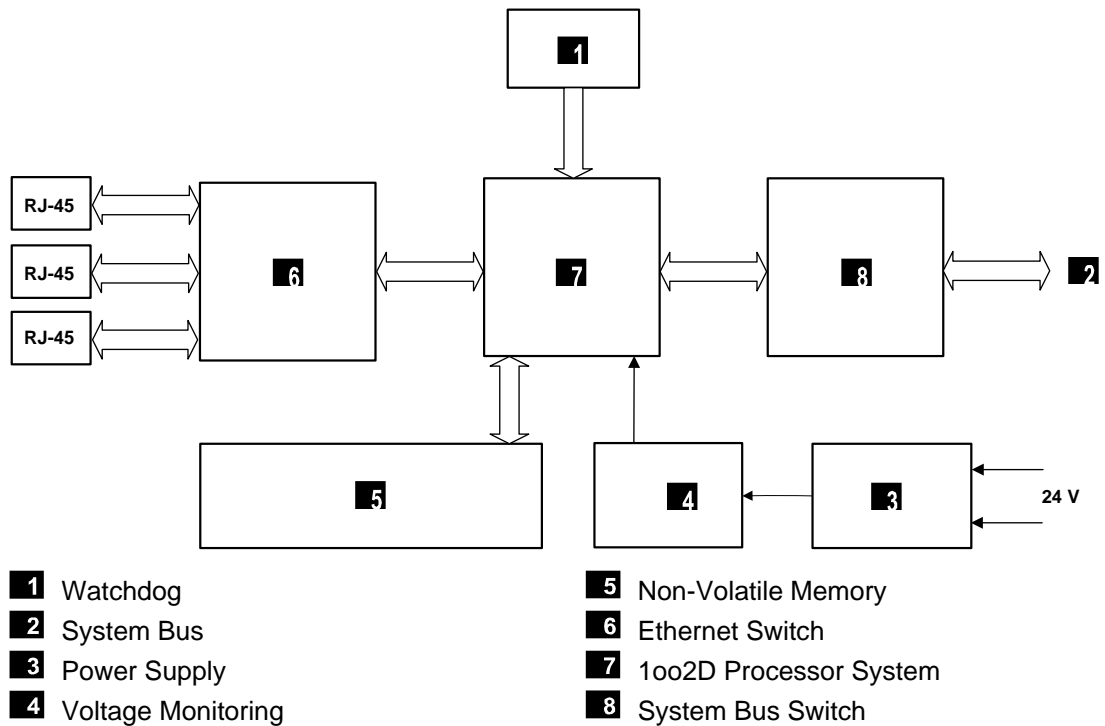 1
RJ-45
RJ-45
RJ-45
6
7
8
2
5
4
3
24 V
1 Watchdog
2 System Bus
3 Power Supply
4 Voltage Monitoring
5 Non-Volatile Memory
6 Ethernet Switch
7 1oo2D Processor System
8 System Bus Switch